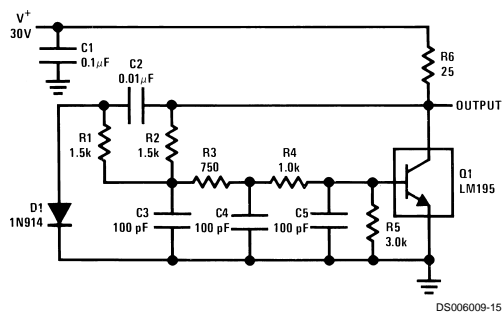 V+
30V
C1
0.1μF
C2
0.01μF
R6
25
OUTPUT
R1
1.5k
R2
1.5k
R3
750
R4
1.0k
Q1
LM195
D1
1N914
C3
100 pF
C4
100 pF
C5
100 pF
R5
3.0k
DS006009-15